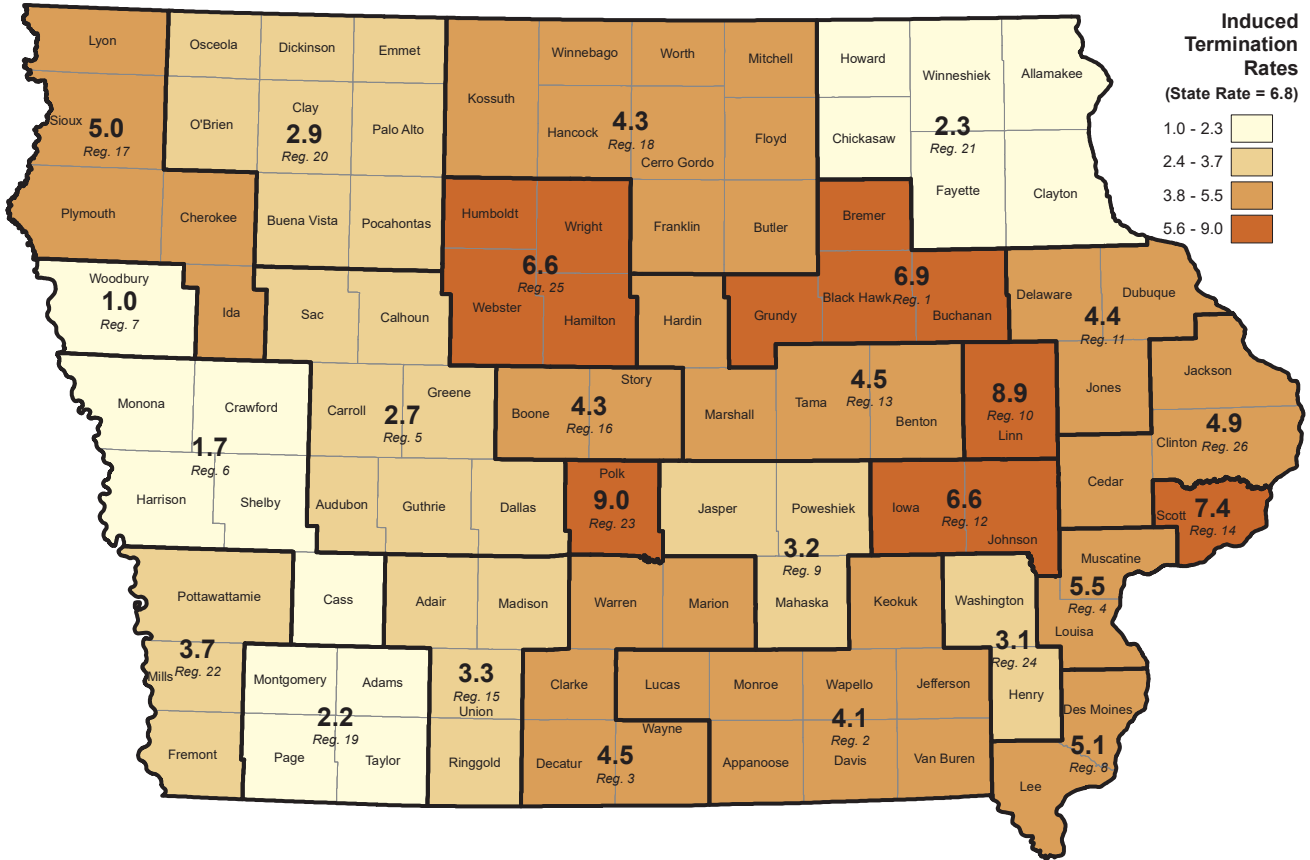 Induced
Termination
Rates
(State Rate = 6.8)
1.0 - 2.3
2.4 - 3.7
3.8 - 5.5
5.6 - 9.0
Lyon
Osceola
Dickinson
Emmet
Kossuth
Winnebago
Worth
Mitchell
Howard
Winneshiek
Allamakee
Sioux
5.0
Reg. 17
O'Brien
Clay
2.9
Reg. 20
Palo Alto
Hancock
4.3
Reg. 18
Cerro Gordo
Floyd
Chickasaw
2.3
Reg. 21
Fayette
Clayton
Plymouth
Cherokee
Buena Vista
Pocahontas
Humboldt
Wright
Franklin
Butler
Bremer
Woodbury
1.0
Reg. 7
Ida
Sac
Calhoun
6.6
Reg. 25
Webster
Hamilton
Hardin
Grundy
6.9
Black Hawk
Reg. 1
Buchanan
Delaware
Dubuque
4.4
Reg. 11
Jones
Jackson
Monona
Crawford
Carroll
Greene
2.7
Reg. 5
Boone
Story
4.3
Reg. 16
Marshall
Tama
4.5
Reg. 13
Benton
8.9
Reg. 10
Linn
4.9
Clinton
Reg. 26
Cedar
1.7
Reg. 6
Harrison
Shelby
Audubon
Guthrie
Dallas
Polk
9.0
Reg. 23
Jasper
Poweshiek
Iowa
6.6
Reg. 12
Johnson
Scott
7.4
Reg. 14
Muscatine
5.5
Reg. 4
Louisa
3.2
Reg. 9
Mahaska
Pottawattamie
Cass
Adair
Madison
Warren
Marion
Keokuk
Washington
3.1
Reg. 24
Henry
3.7
Mills
Reg. 22
Fremont
Montgomery
Adams
2.2
Reg. 19
Page
Taylor
3.3
Reg. 15
Union
Ringgold
Clarke
Lucas
Monroe
Wapello
Jefferson
Wayne
4.5
Reg. 3
Decatur
Appanoose
4.1
Reg. 2
Davis
Van Buren
Des Moines
5.1
Reg. 8
Lee